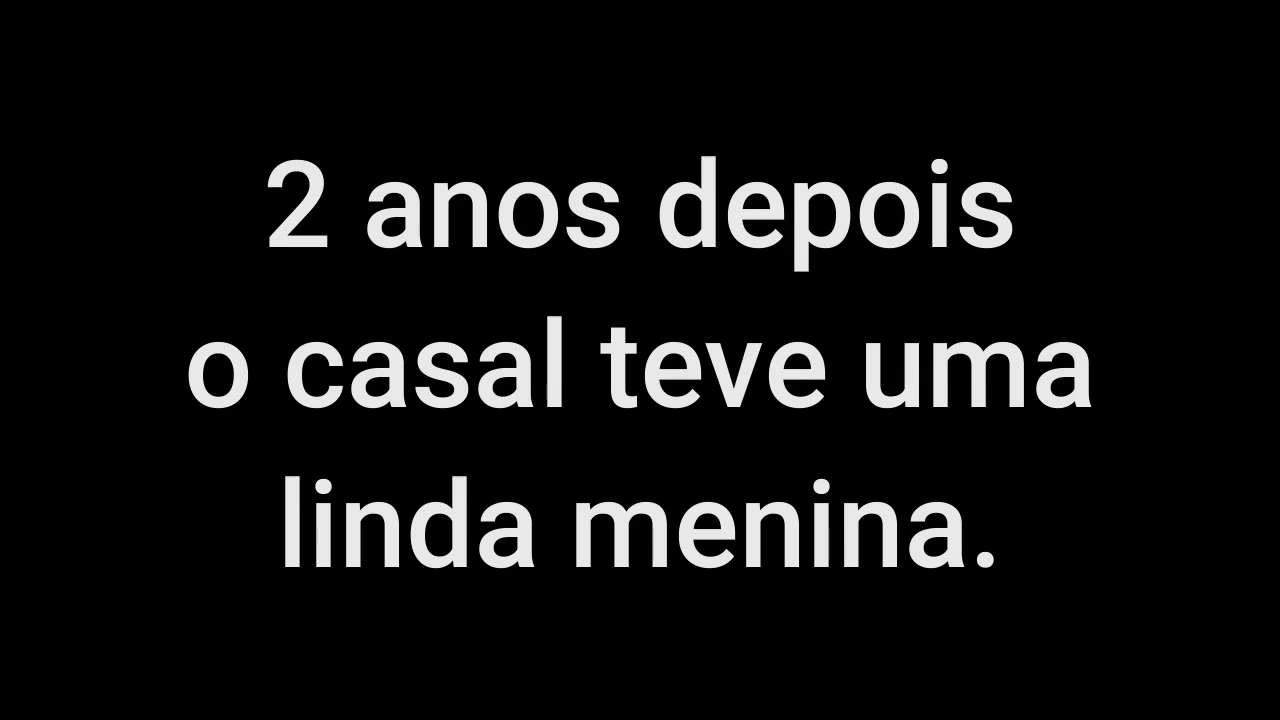 2 anos depois
o casal teve uma
linda menina.